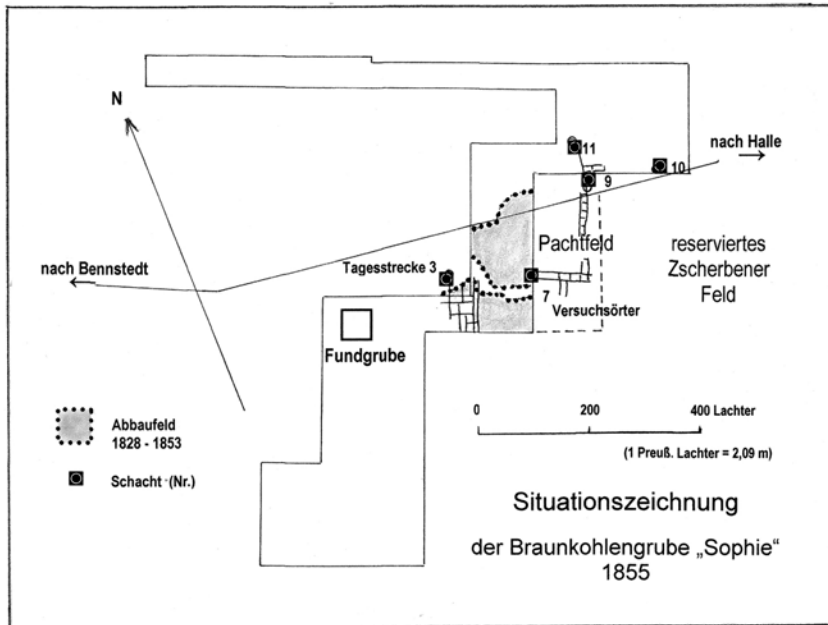 N
nach Halle
11
10
9
Pachtfeld
reserviertes
Zscherbener
Feld
nach Bennstedt
Tagesstrecke 3
7
Versuchsörter
Fundgrube
Abbaufeld
1828 - 1853
Schacht (Nr.)
0 200 400 Lachter
(1 Preuß. Lachter = 2,09 m)
Situationszeichnung
der Braunkohlengrube „Sophie“
1855